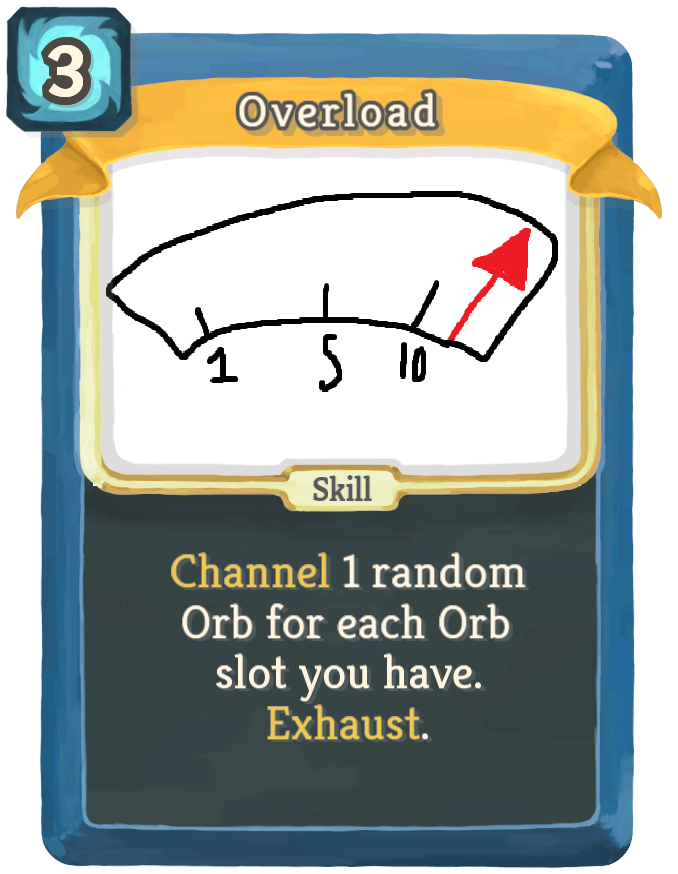 3
Overload
1 5 10
Skill
Channel 1 random
Orb for each Orb
slot you have.
Exhaust.